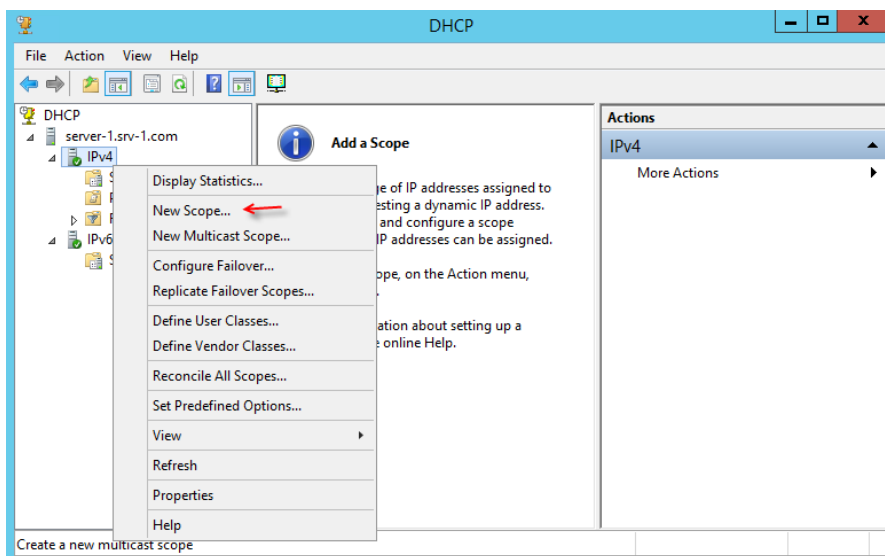 DHCP
File Action View Help
DHCP
server-1.srv-1.com
IPv4
IPv6
Display Statistics...
New Scope...
New Multicast Scope...
Configure Failover...
Replicate Failover Scopes...
Define User Classes...
Define Vendor Classes...
Reconcile All Scopes...
Set Predefined Options...
View
Refresh
Properties
Help
Add a Scope
of IP addresses assigned to
a dynamic IP address.
and configure a scope
IP addresses can be assigned.
on the Action menu,
about setting up a
online Help.
Actions
IPv4
More Actions
Create a new multicast scope